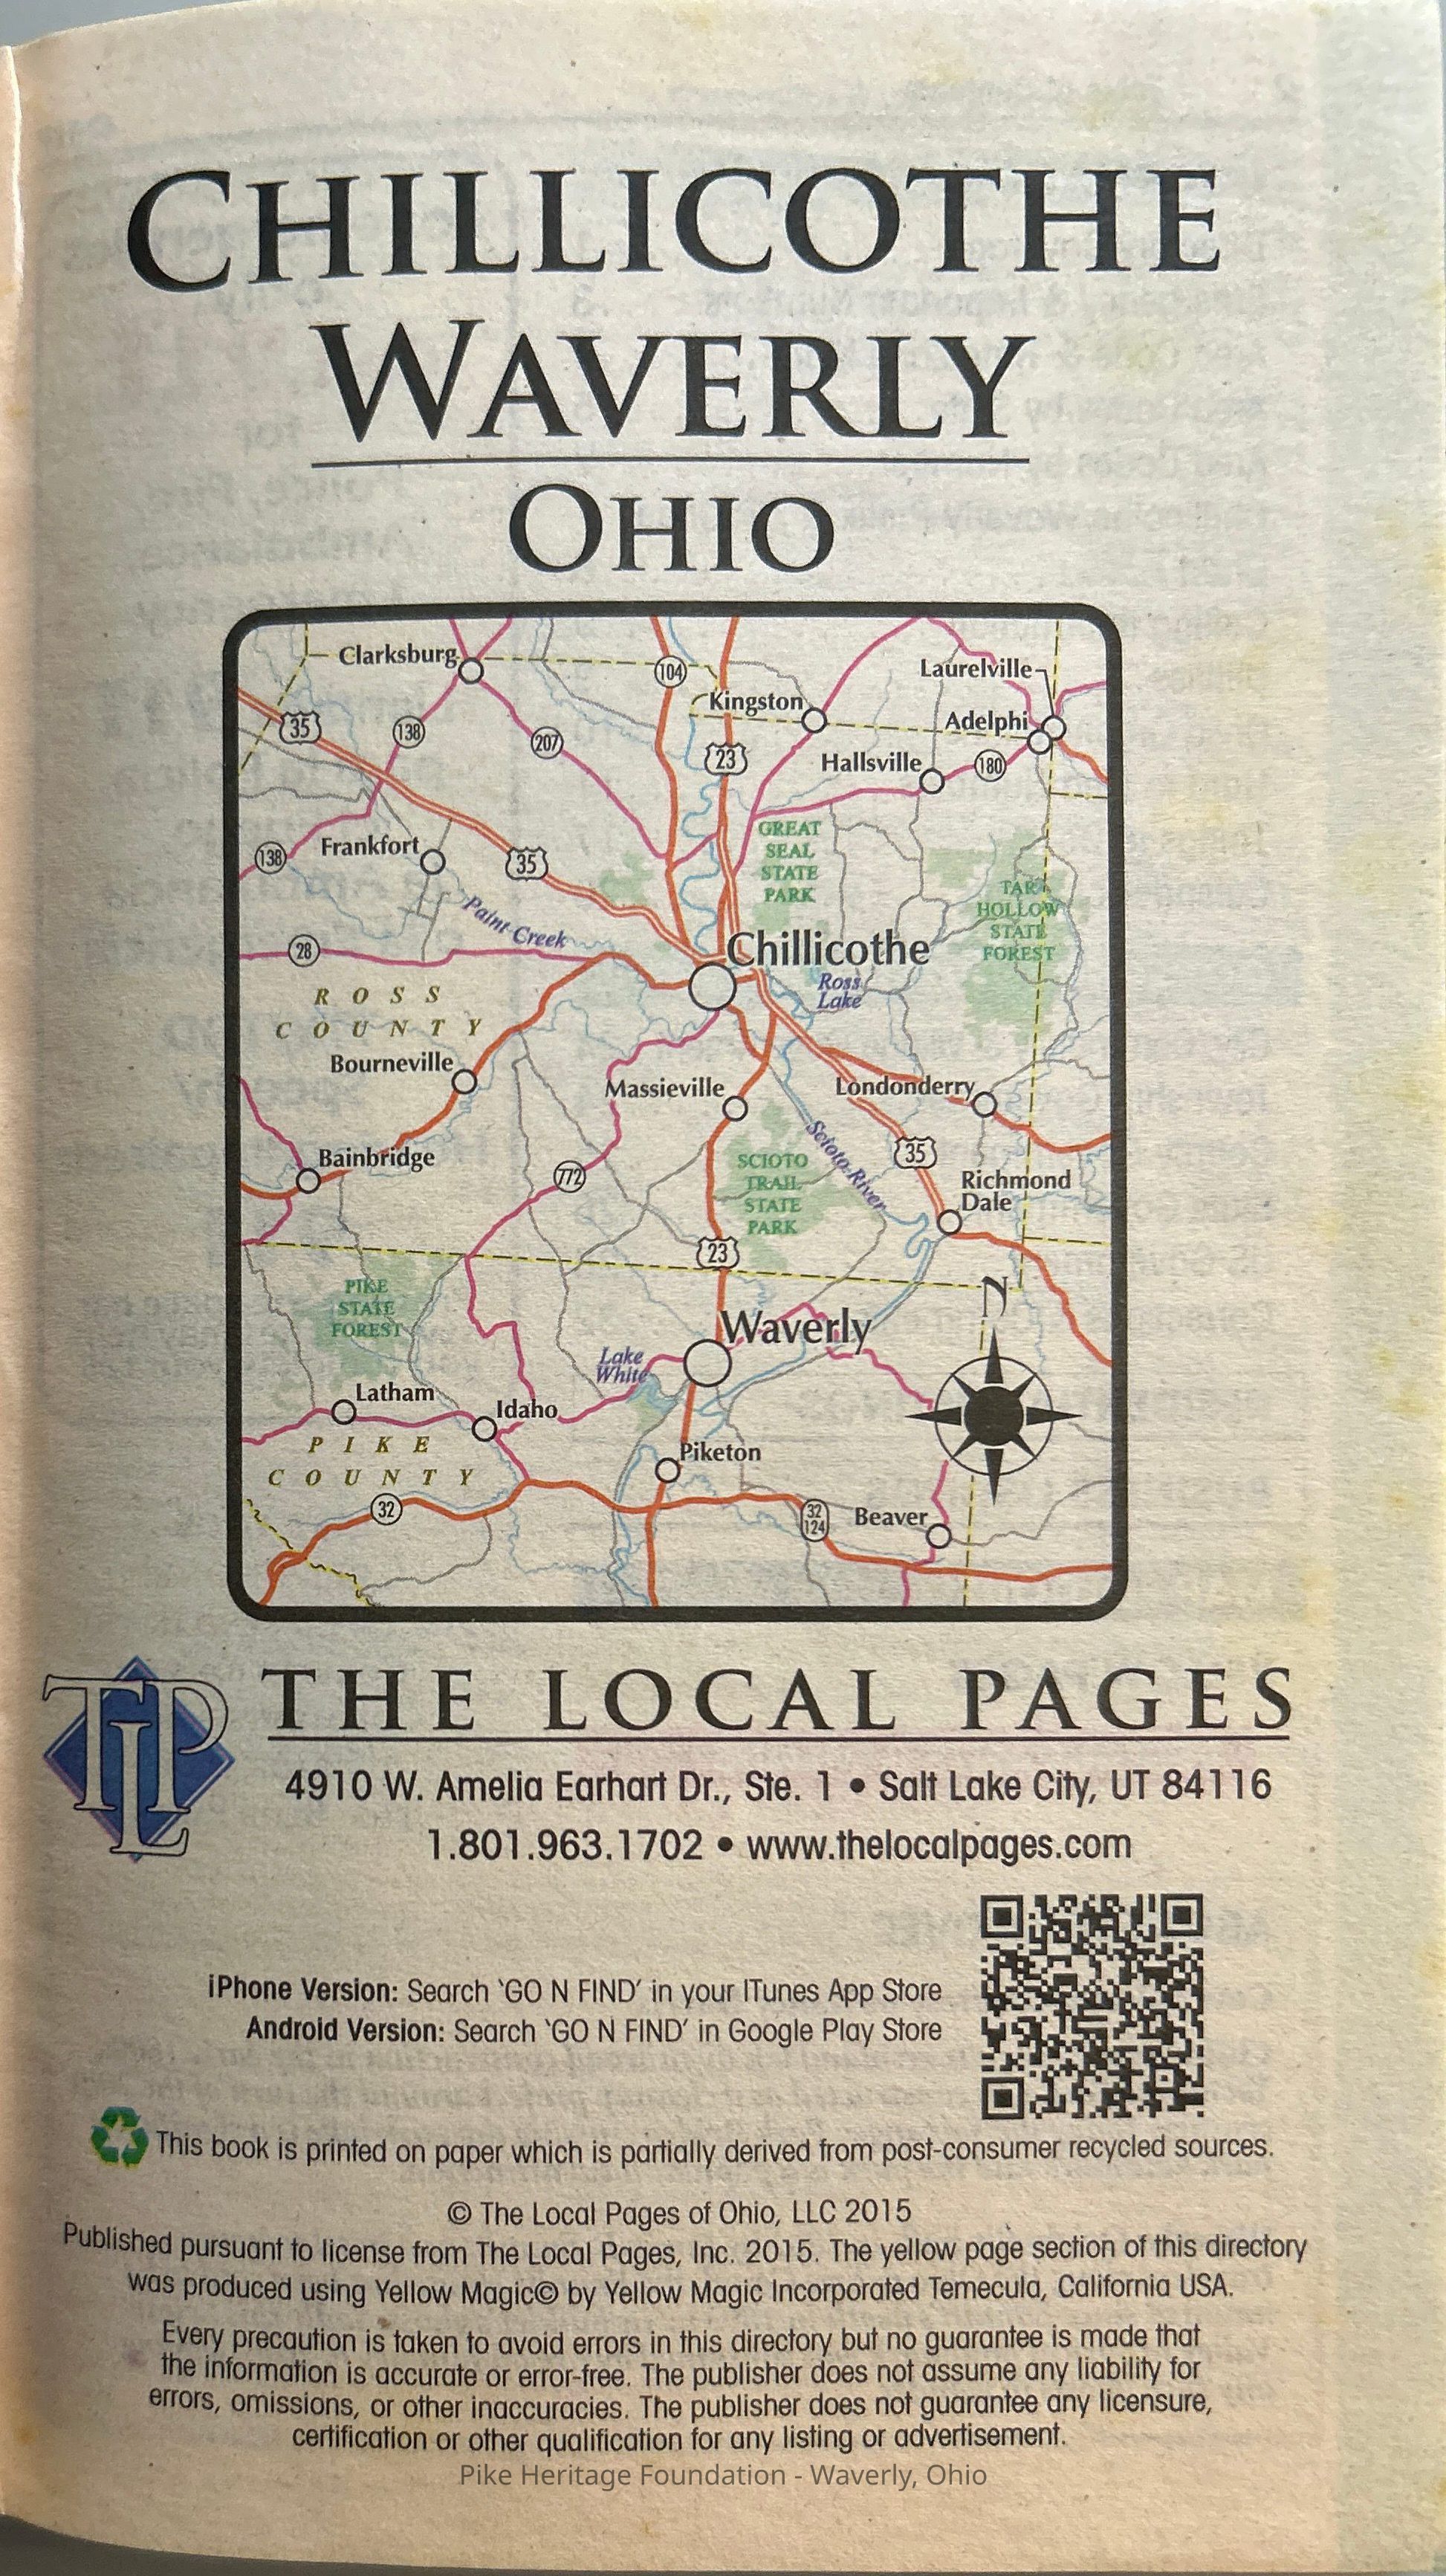 CHILLICOTHE
WAVERLY
OHIO
Clarksburg
104
Laurelville
Kingston
35
138
207
Adelphi
23
Hallsville
180
GREAT
SEAL
STATE
PARK
138
Frankfort
35
TAR
HOLLOW
STATE
FOREST
Paint Creek
28
Chillicothe
Ross
Lake
ROSS
COUNTY
Bourneville
Massieville
Londonderry
Bainbridge
772
SCIOTO
TRAIL
STATE
PARK
Scioto River
35
Richmond
Dale
23
PIKE
STATE
FOREST
N
Waverly
Lake
White
Latham
Idaho
PIKE
COUNTY
Piketon
32
32
124
Beaver
TLP
THE LOCAL PAGES
4910 W. Amelia Earhart Dr., Ste. 1 • Salt Lake City, UT 84116
1.801.963.1702 • www.thelocalpages.com
iPhone Version: Search ‘GO N FIND’ in your ITunes App Store
Android Version: Search ‘GO N FIND’ in Google Play Store
This book is printed on paper which is partially derived from post-consumer recycled sources.
© The Local Pages of Ohio, LLC 2015
Published pursuant to license from The Local Pages, Inc. 2015. The yellow page section of this directory
was produced using Yellow Magic© by Yellow Magic Incorporated Temecula, California USA.
Every precaution is taken to avoid errors in this directory but no guarantee is made that
the information is accurate or error-free. The publisher does not assume any liability for
errors, omissions, or other inaccuracies. The publisher does not guarantee any licensure,
certification or other qualification for any listing or advertisement.
Pike Heritage Foundation - Waverly, Ohio